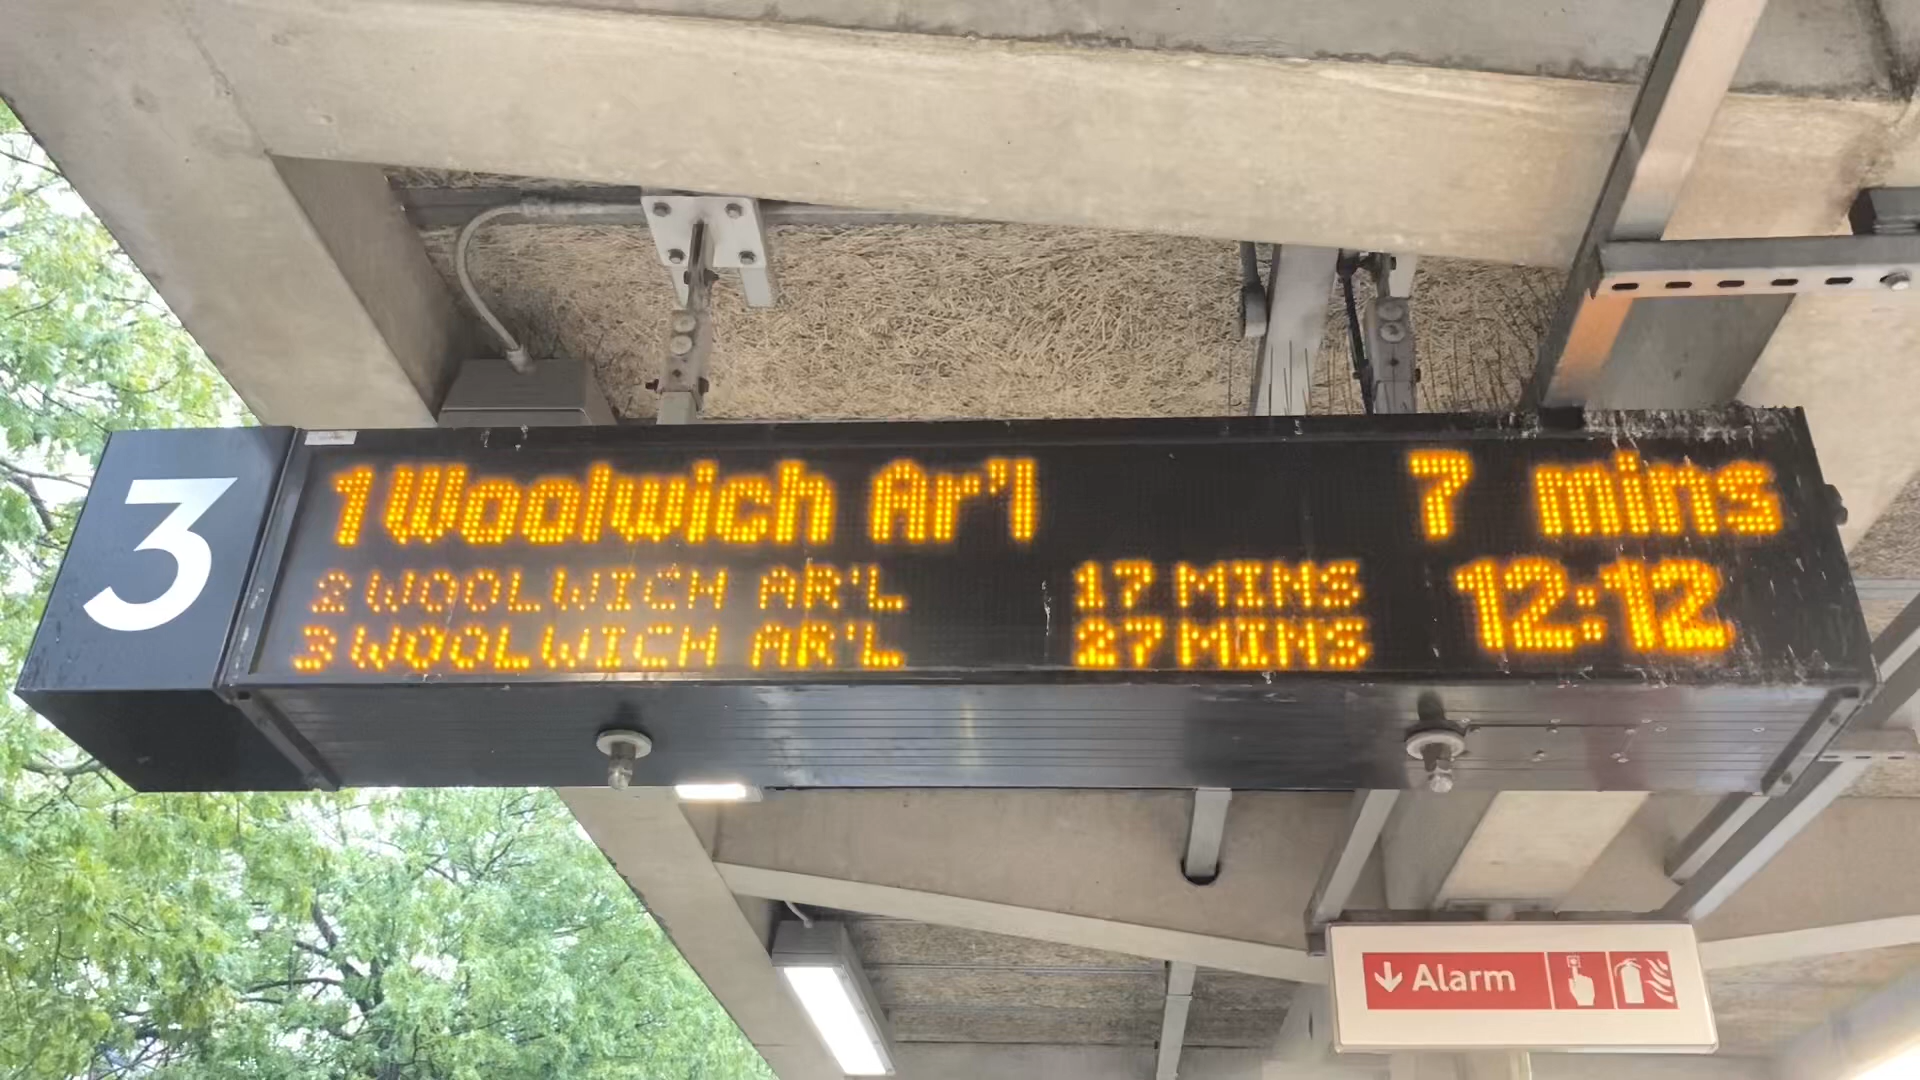 3
1 Woolwich Ar'l 7 mins
2 WOOLWICH AR'L 17 MINS
3 WOOLWICH AR'L 27 MINS
12:12
Alarm